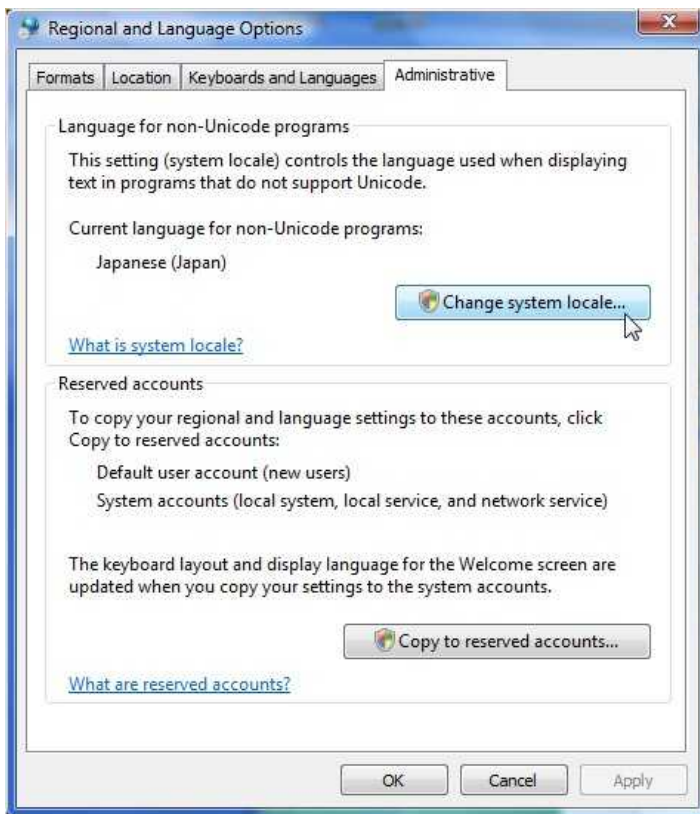 Regional and Language Options
Formats Location Keyboards and Languages Administrative
Language for non-Unicode programs
This setting (system locale) controls the language used when displaying
text in programs that do not support Unicode.
Current language for non-Unicode programs:
Japanese (Japan)
Change system locale...
What is system locale?
Reserved accounts
To copy your regional and language settings to these accounts, click
Copy to reserved accounts:
Default user account (new users)
System accounts (local system, local service, and network service)
The keyboard layout and display language for the Welcome screen are
updated when you copy your settings to the system accounts.
Copy to reserved accounts...
What are reserved accounts?
OK Cancel Apply